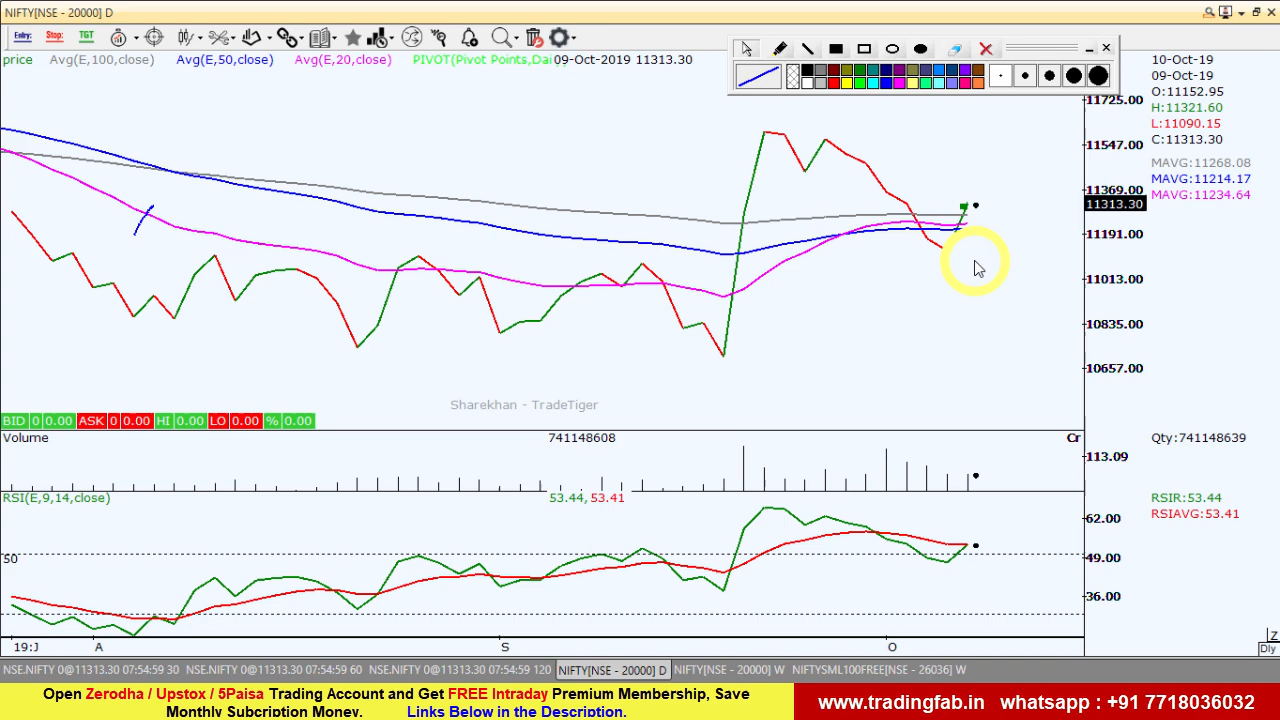 NIFTY[NSE - 20000] D
Entry: Stop: TGT
price Avg(E,100,close) Avg(E,50,close) Avg(E,20,close) PIVOT(Pivot Points,Dai 09-Oct-2019 11313.30
10-Oct-19
09-Oct-19
O:11152.95
H:11321.60
L:11090.15
C:11313.30
MAVG:11268.08
MAVG:11214.17
MAVG:11234.64
11725.00
11547.00
11369.00
11313.30
11191.00
11013.00
10835.00
10657.00
Sharekhan - TradeTiger
BID 0 0.00 ASK 0 0.00 HI 0.00 LO 0.00 % 0.00
Volume 741148608 Cr Qty:741148639
113.09
RSI(E,9,14,close) 53.44, 53.41 RSIR:53.44
RSIAVG:53.41
62.00
50 49.00
36.00
19:J A S O Z
Dly
NSE.NIFTY 0@11313.30 07:54:59 30 NSE.NIFTY 0@11313.30 07:54:59 60 NSE.NIFTY 0@11313.30 07:54:59 120 NIFTY[NSE - 20000] D NIFTY[NSE - 20000] W NIFTYSML100FREE[NSE - 26036] W
Open Zerodha / Upstox / 5Paisa Trading Account and Get FREE Intraday Premium Membership, Save
Monthly Subcription Money. Links Below in the Description.
www.tradingfab.in whatsapp : +91 7718036032